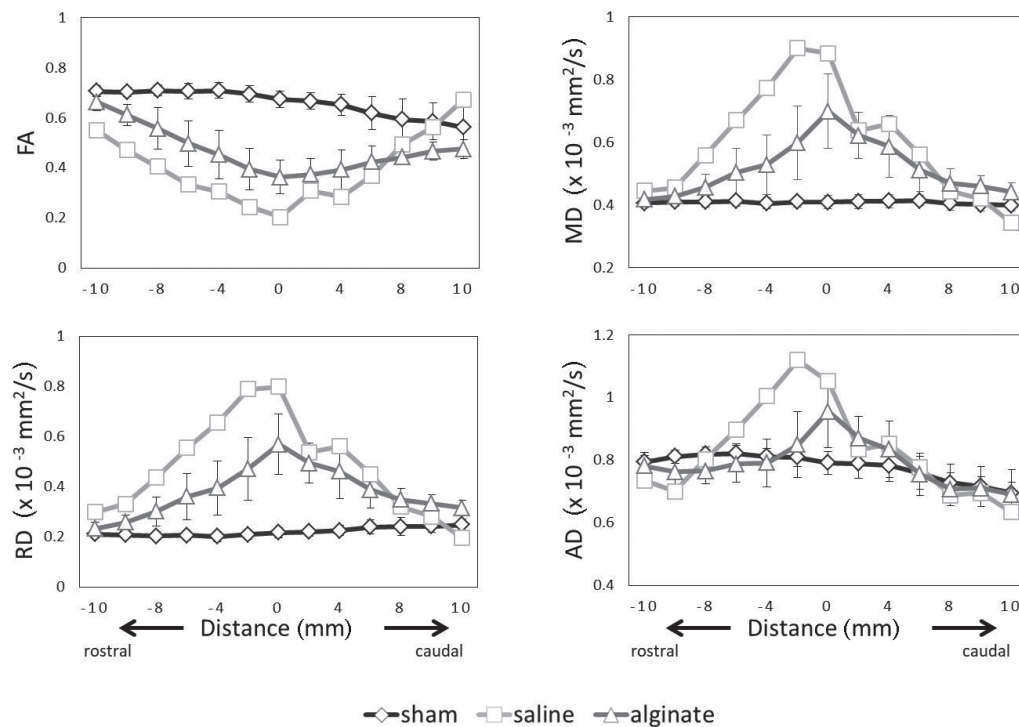 1
0.8
0.6
0.4
0.2
0
FA
-10 -8 -4 0 4 8 10
1
0.8
0.6
0.4
0.2
MD (x 10 -3 mm2/s)
-10 -8 -4 0 4 8 10
1
0.8
0.6
0.4
0.2
0
RD (x 10 -3 mm2/s)
-10 -8 -4 0 4 8 10
Distance (mm)
rostral caudal
1.2
1
0.8
0.6
0.4
AD (x 10 -3 mm2/s)
-10 -8 -4 0 4 8 10
Distance (mm)
rostral caudal
sham saline alginate